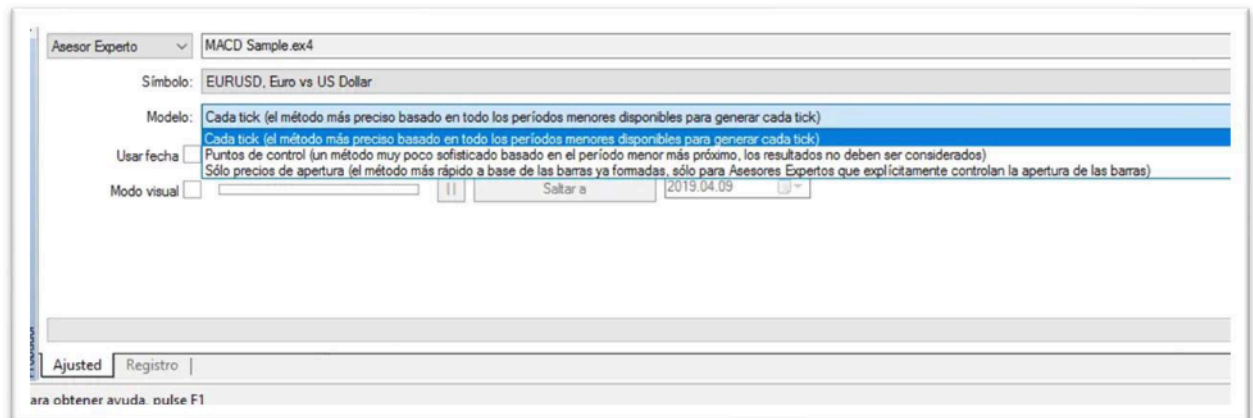 Asesor Experto MACD Sample.ex4
Símbolo: EURUSD, Euro vs US Dollar
Modelo: Cada tick (el método más preciso basado en todo los períodos menores disponibles para generar cada tick)
Cada tick (el método más preciso basado en todo los períodos menores disponibles para generar cada tick)
Usar fecha Puntos de control (un método muy poco sofisticado basado en el período menor más próximo, los resultados no deben ser considerados)
Sólo precios de apertura (el método más rápido a base de las barras ya formadas, sólo para Asesores Expertos que explícitamente controlan la apertura de las barras)
Modo visual Saltar a 2019.04.09
Ajusted Registro
ara obtener ayuda, pulse F1